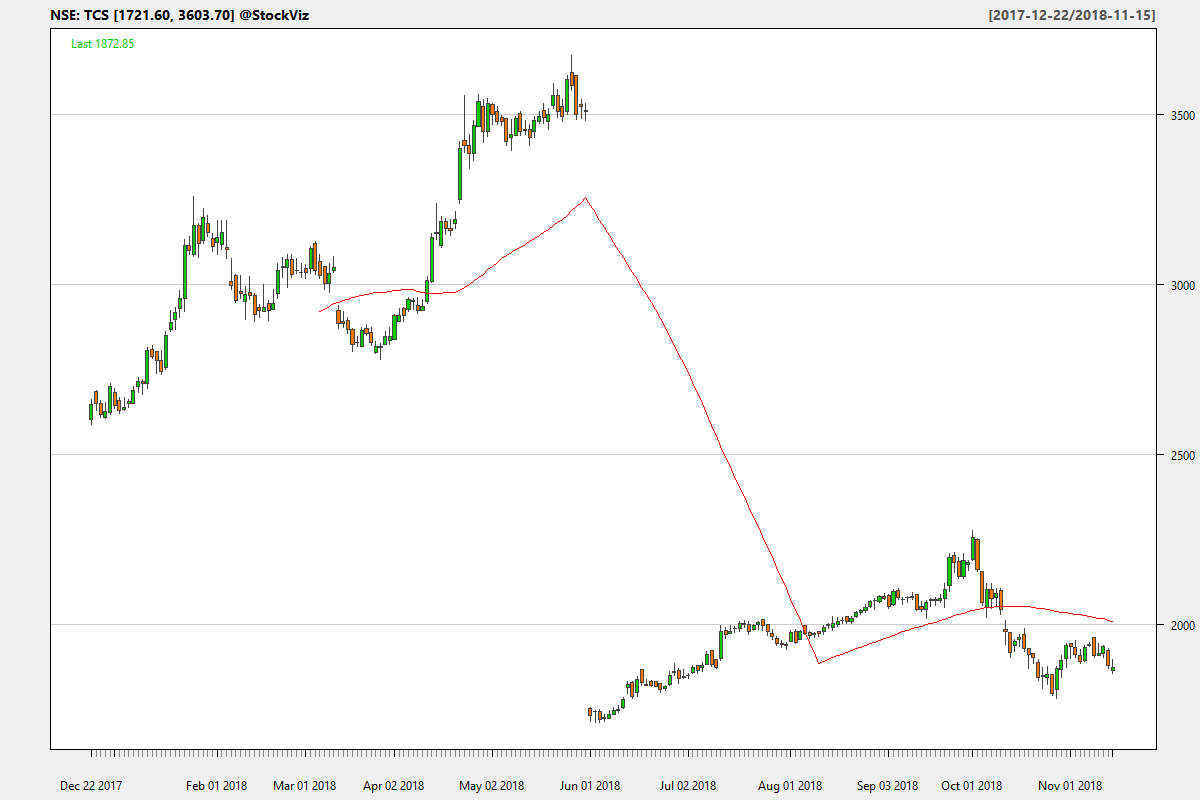 NSE: TCS [1721.60, 3603.70] @StockViz [2017-12-22/2018-11-15]
Last 1872.85
3500
3000
2500
2000
Dec 22 2017 Feb 01 2018 Mar 01 2018 Apr 02 2018 May 02 2018 Jun 01 2018 Jul 02 2018 Aug 01 2018 Sep 03 2018 Oct 01 2018 Nov 01 2018